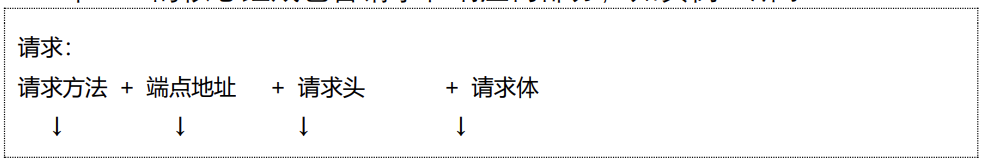 请求：
请求方法 + 端点地址 + 请求头 + 请求体
↓ ↓ ↓ ↓